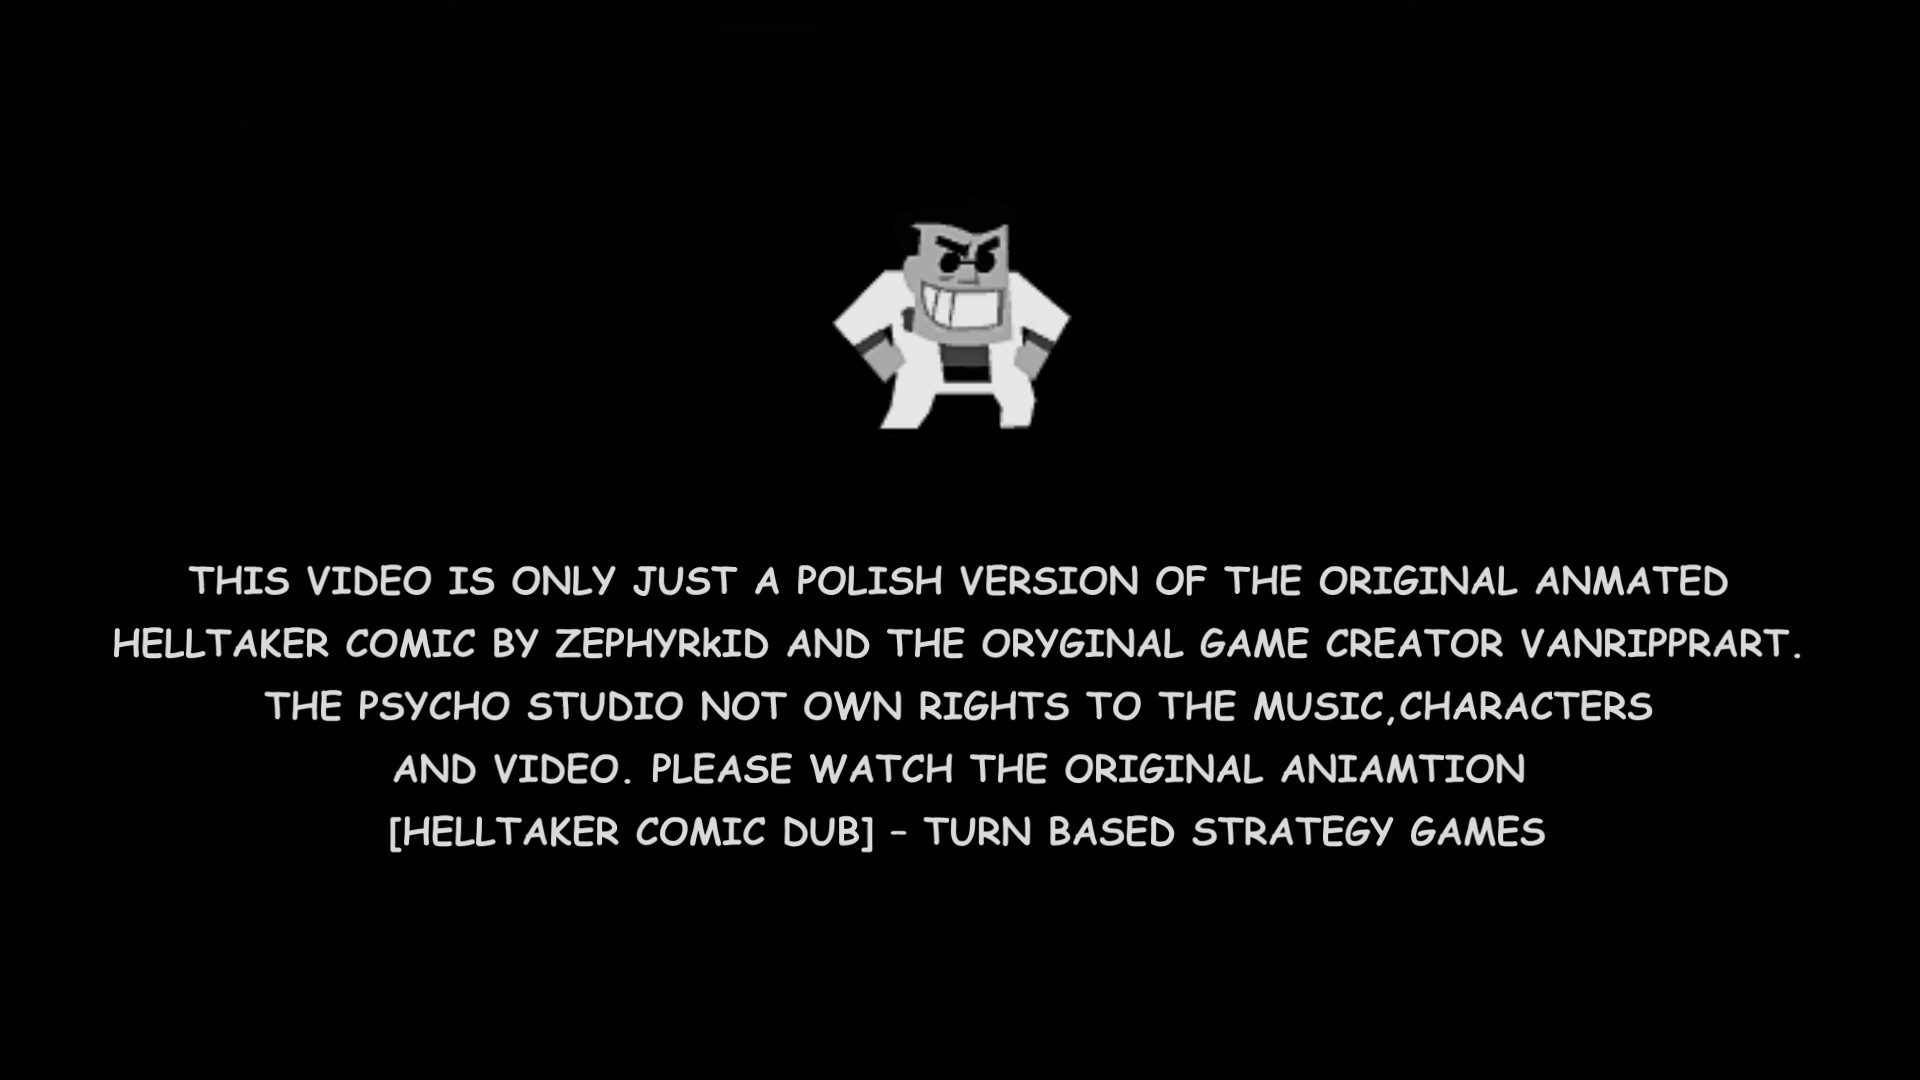 THIS VIDEO IS ONLY JUST A POLISH VERSION OF THE ORIGINAL ANMATED
HELLTAKER COMIC BY ZEPHYRkID AND THE ORYGINAL GAME CREATOR VANRIPPRART.
THE PSYCHO STUDIO NOT OWN RIGHTS TO THE MUSIC,CHARACTERS
AND VIDEO. PLEASE WATCH THE ORIGINAL ANIAMTION
[HELLTAKER COMIC DUB] - TURN BASED STRATEGY GAMES